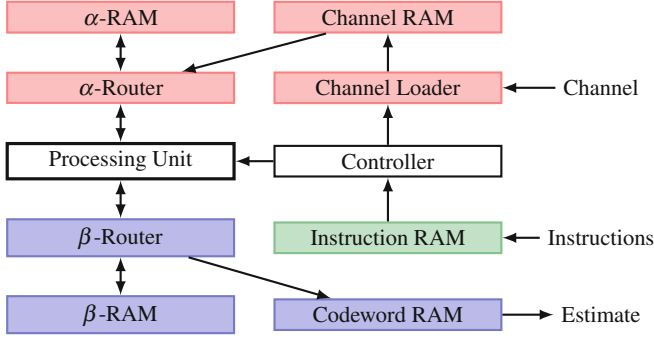 α-RAM
Channel RAM
α-Router
Channel Loader
Channel
Processing Unit
Controller
β-Router
Instruction RAM
Instructions
β-RAM
Codeword RAM
Estimate